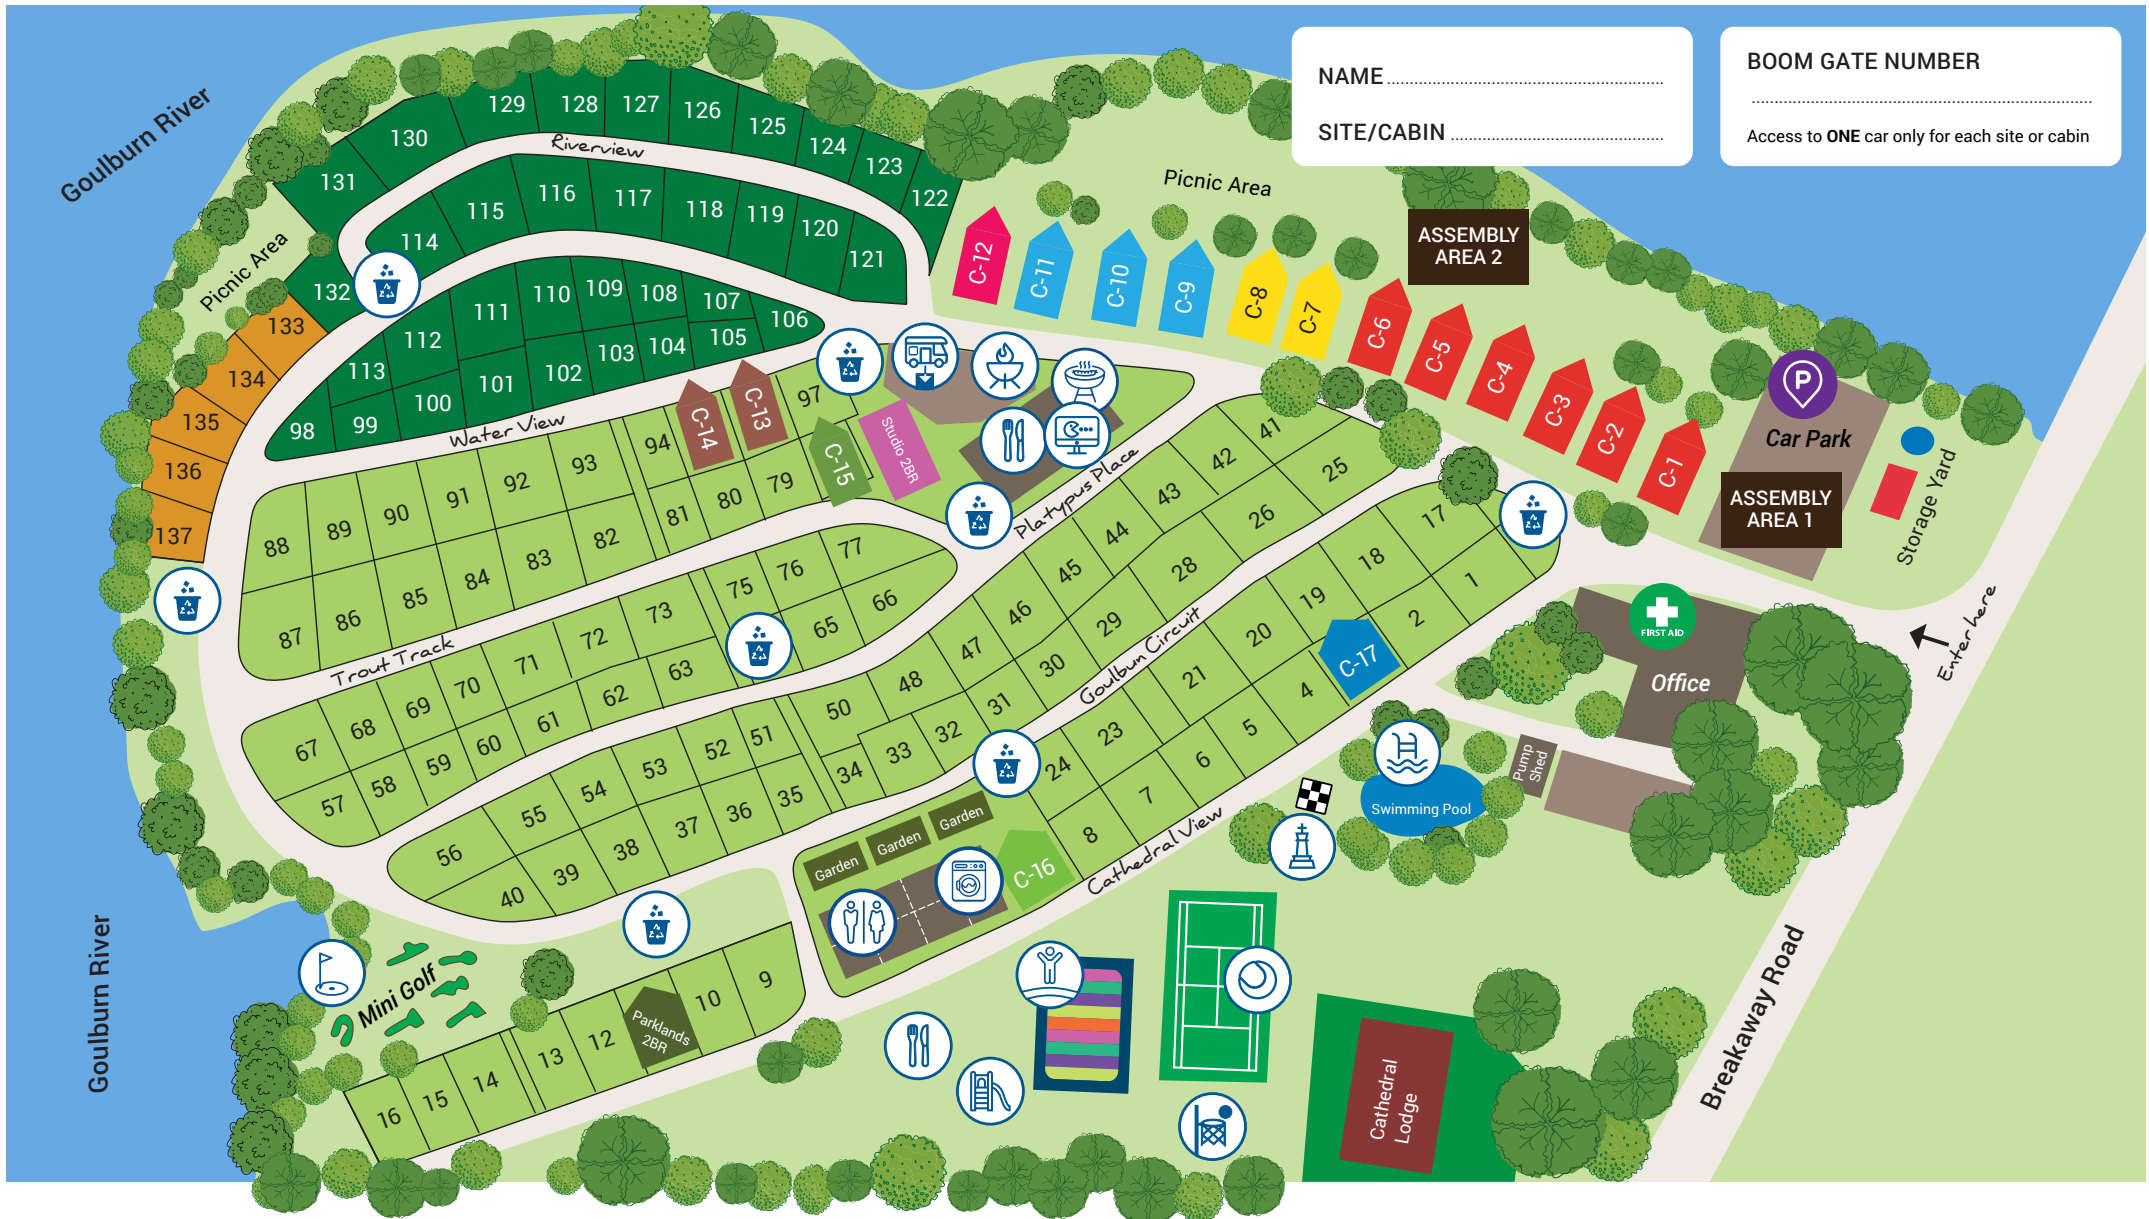 NAME
SITE/CABIN
BOOM GATE NUMBER
Access to ONE car only for each site or cabin
Goulburn River
Picnic Area
Riverview
129
128
127
126
125
124
123
122
130
131
132
114
115
116
117
118
119
120
121
Picnic Area
133
134
135
136
137
113
112
111
110
109
108
107
106
98
99
100
101
102
103
104
105
Water View
C-12
C-11
C-10
C-9
C-8
C-7
C-6
C-5
C-4
C-3
C-2
C-1
ASSEMBLY
AREA 2
P
Car Park
ASSEMBLY
AREA 1
Storage Yard
Enter here
88
89
90
91
92
93
94
C-14
C-13
97
C-15
Studio 2BR
87
86
85
84
83
82
81
80
79
Trout Track
Platypus Place
67
68
69
70
71
72
73
75
76
77
57
58
59
60
61
62
63
65
66
41
42
43
44
45
46
47
48
50
51
52
53
54
55
56
25
26
28
29
30
31
32
33
34
35
36
37
38
39
40
Goulbun Circuit
17
18
19
20
21
23
24
1
2
C-17
4
5
6
7
8
C-16
Cathedral View
Garden
Garden
Garden
FIRST AID
Office
Pump
Shed
Swimming Pool
Goulburn River
Mini Golf
9
10
Parklands
2BR
12
13
14
15
16
Cathedral
Lodge
Breakaway Road